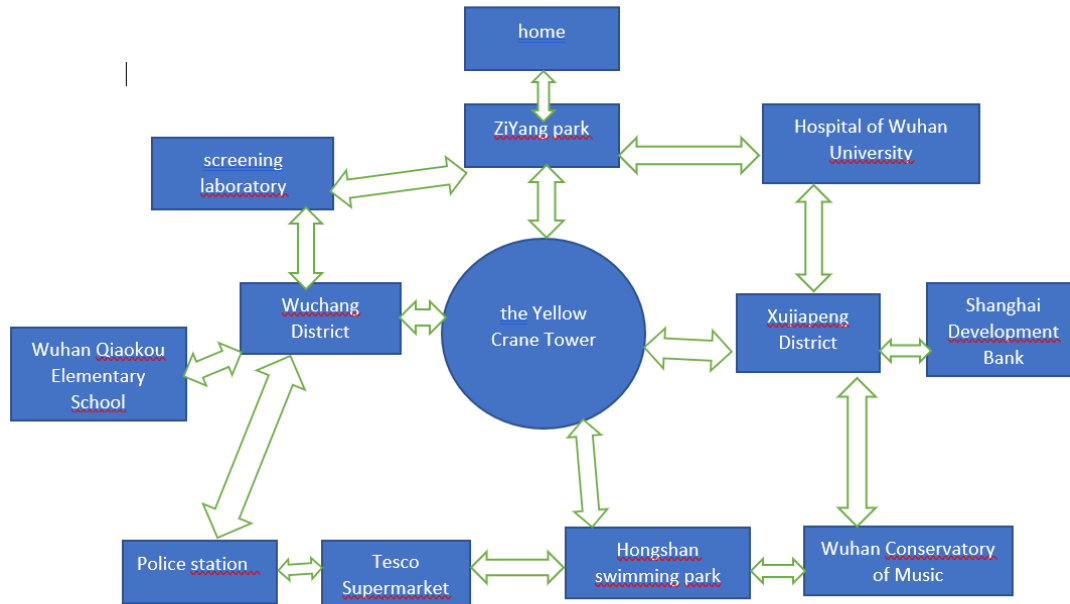 home
ZiYang park
Hospital of Wuhan
University
screening
laboratory
Wuchang
District
the Yellow
Crane Tower
Xujiapeng
District
Shanghai
Development
Bank
Wuhan Qiaokou
Elementary
School
Police station
Tesco
Supermarket
Hongshan
swimming park
Wuhan Conservatory
of Music